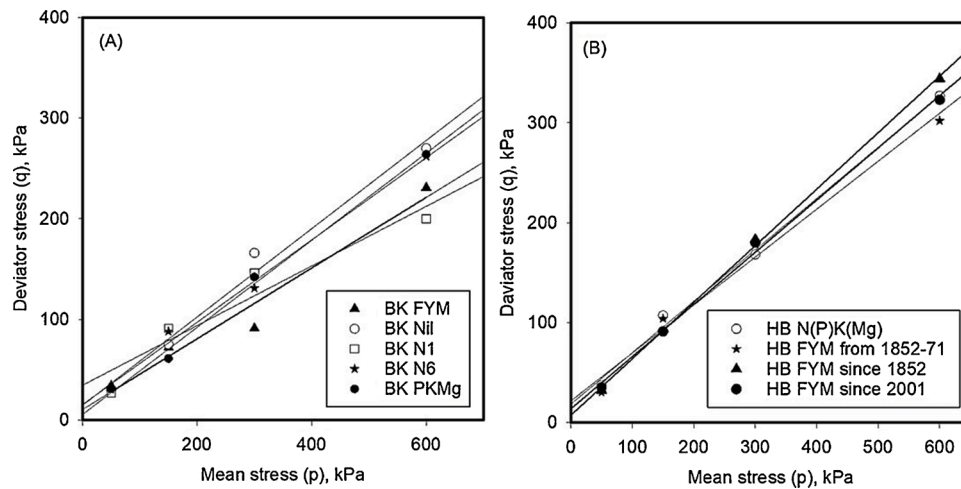 (A)
400
300
200
100
0
Deviator stress (q), kPa
BK FYM
BK Nil
BK N1
BK N6
BK PKMg
0 200 400 600
Mean stress (p), kPa
(B)
400
300
200
100
0
Daviator stress (q), kPa
HB N(P)K(Mg)
HB FYM from 1852-71
HB FYM since 1852
HB FYM since 2001
0 100 200 300 400 500 600
Mean stress (p), kPa